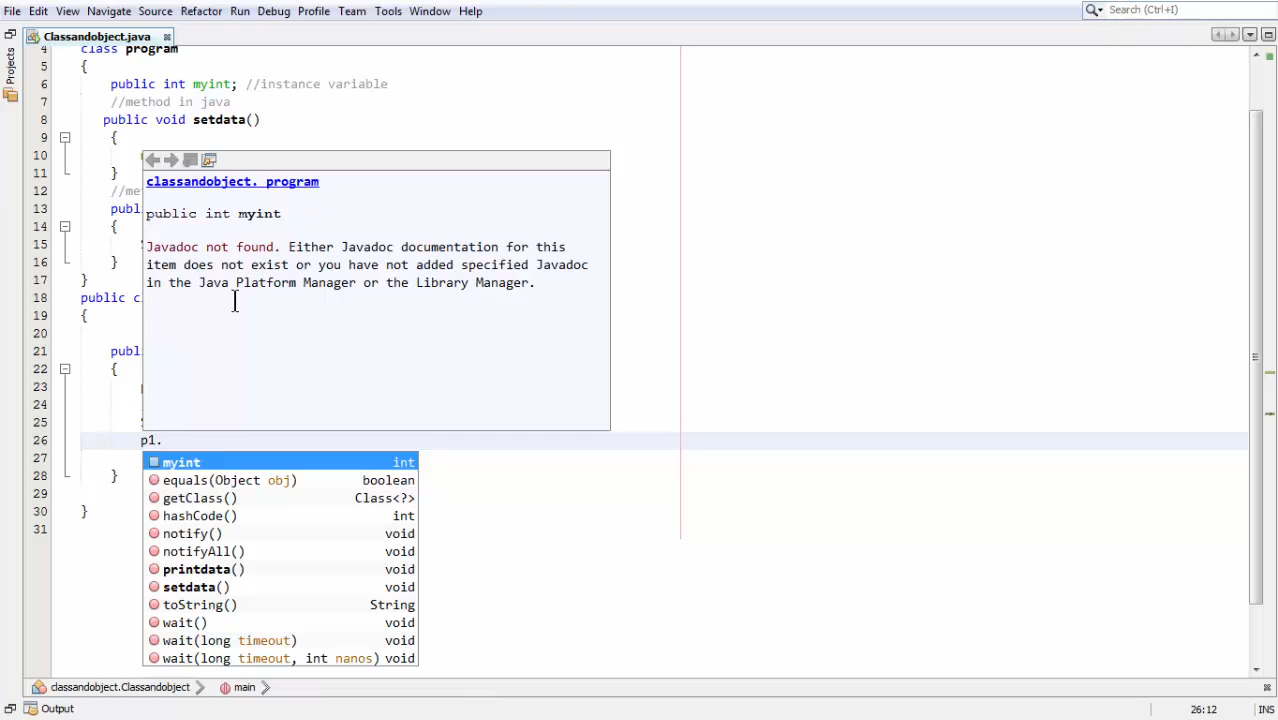 File Edit View Navigate Source Refactor Run Debug Profile Team Tools Window Help Search (Ctrl+I)
Classandobject.java
Projects
4 class program
5 {
6 public int myint; //instance variable
7 //method in java
8 public void setdata()
9 {
10
11 }
12 //me
13 publ
14 {
15
16 }
17 }
18 public c
19 {
20
21 publ
22 {
23
24
25
26 p1.
27
28 }
29
30 }
31
classandobject. program
public int myint
Javadoc not found. Either Javadoc documentation for this
item does not exist or you have not added specified Javadoc
in the Java Platform Manager or the Library Manager.
myint int
equals(Object obj) boolean
getClass() Class<?>
hashCode() int
notify() void
notifyAll() void
printdata() void
setdata() void
toString() String
wait() void
wait(long timeout) void
wait(long timeout, int nanos) void
classandobject.Classandobject main
Output 26:12 INS